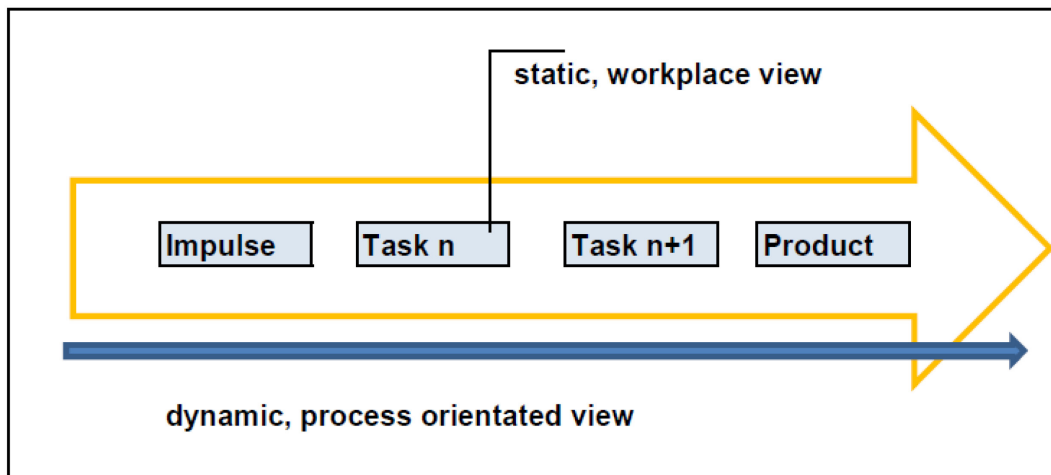 static, workplace view
Impulse
Task n
Task n+1
Product
dynamic, process orientated view